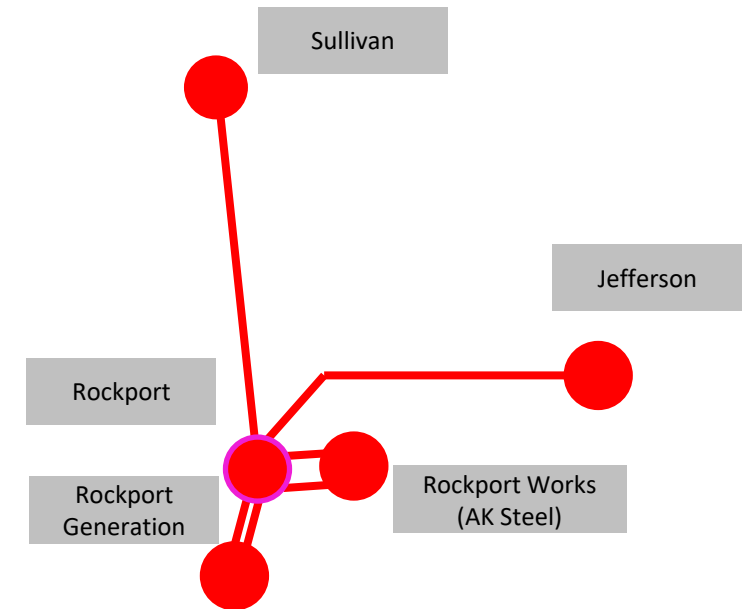 Sullivan
Jefferson
Rockport
Rockport Works
(AK Steel)
Rockport
Generation